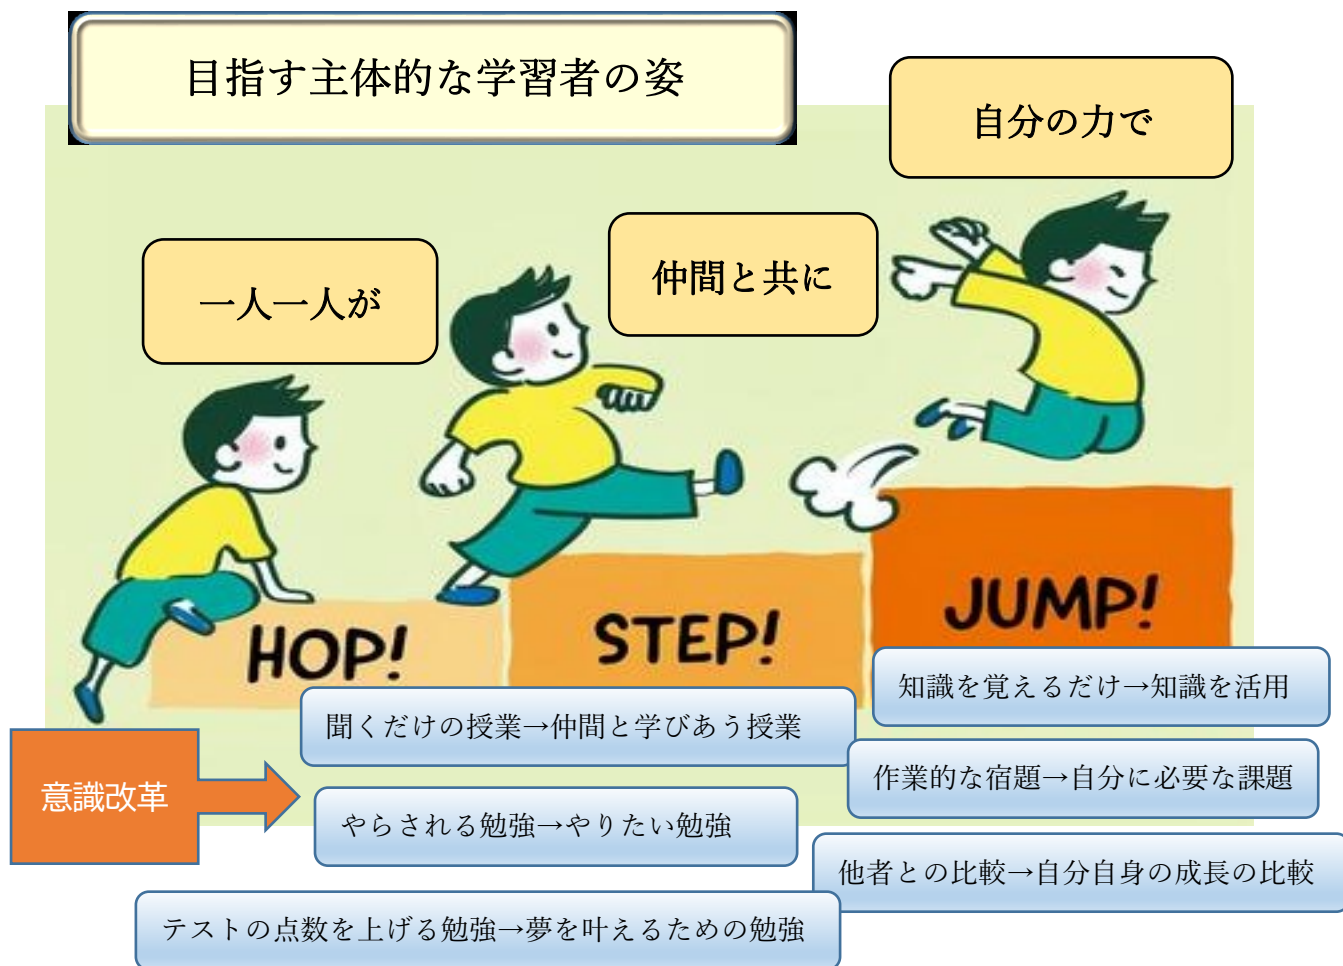 目指す主体的な学習者の姿
自分の力で
仲間と共に
一人一人が
HOP!
STEP!
JUMP!
意識改革
聞くだけの授業→仲間と学びあう授業
知識を覚えるだけ→知識を活用
作業的な宿題→自分に必要な課題
やらされる勉強→やりたい勉強
他者との比較→自分自身の成長の比較
テストの点数を上げる勉強→夢を叶えるための勉強